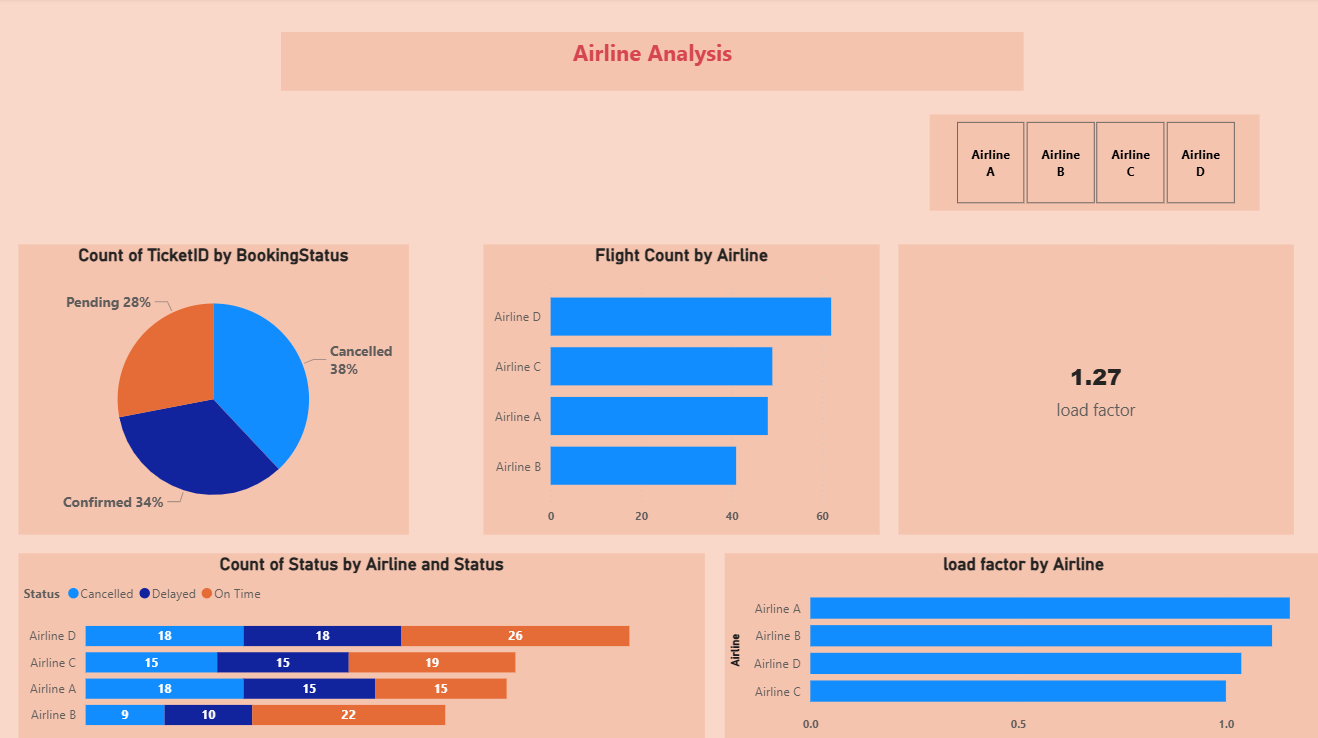 Airline Analysis
Airline
A
Airline
B
Airline
C
Airline
D
Count of TicketID by BookingStatus
Pending 28%
Cancelled
38%
Confirmed 34%
Flight Count by Airline
Airline D
Airline C
Airline A
Airline B
0 20 40 60
1.27
load factor
Count of Status by Airline and Status
Status Cancelled Delayed On Time
Airline D 18 18 26
Airline C 15 15 19
Airline A 18 15 15
Airline B 9 10 22
load factor by Airline
Airline
Airline A
Airline B
Airline D
Airline C
0.0 0.5 1.0